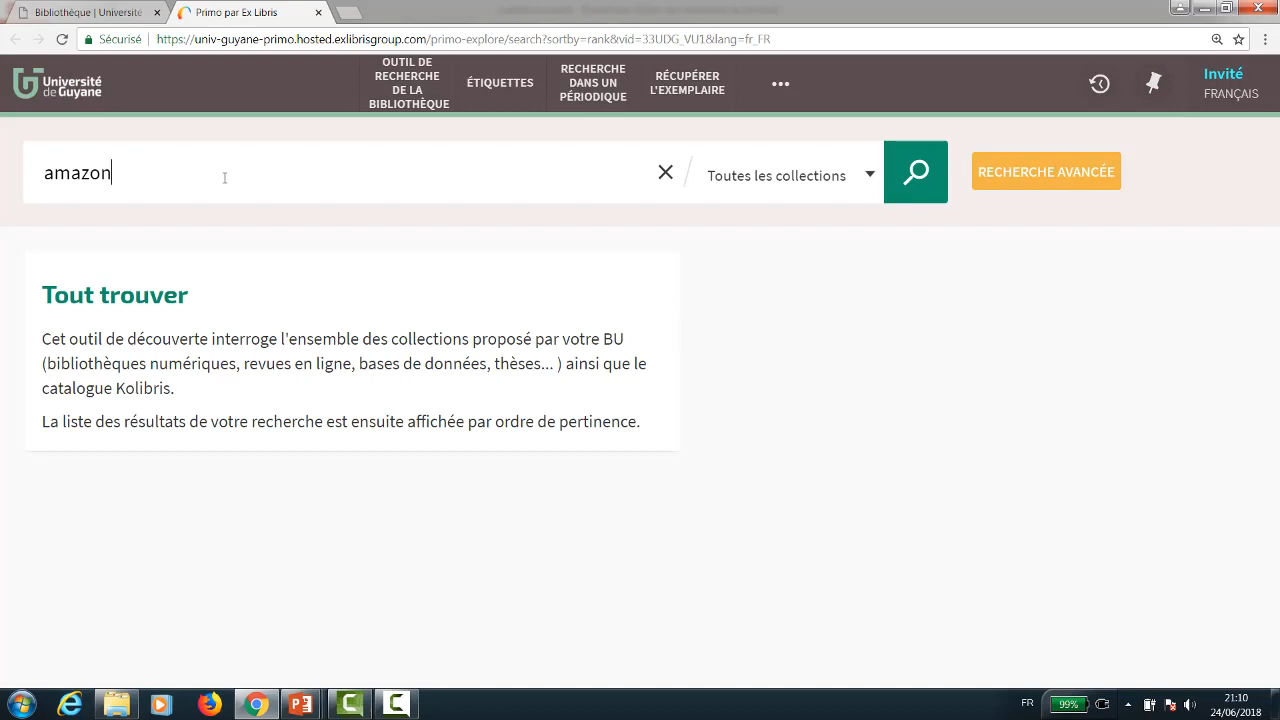 Bibliothèque | Université
Primo par Ex Libris
Sécurisé
https://univ-guyane-primo.hosted.exlibrisgroup.com/primo-explore/search?sortby=rank&vid=33UDG_VU1&lang=fr_FR
Université
de Guyane
OUTIL DE
RECHERCHE
DE LA
BIBLIOTHÈQUE
ÉTIQUETTES
RECHERCHE
DANS UN
PÉRIODIQUE
RÉCUPÉRER
L'EXEMPLAIRE
Invité
FRANÇAIS
amazon
Toutes les collections
RECHERCHE AVANCÉE
Tout trouver
Cet outil de découverte interroge l'ensemble des collections proposé par votre BU
(bibliothèques numériques, revues en ligne, bases de données, thèses... ) ainsi que le
catalogue Kolibris.
La liste des résultats de votre recherche est ensuite affichée par ordre de pertinence.
FR
99%
21:10
24/06/2018